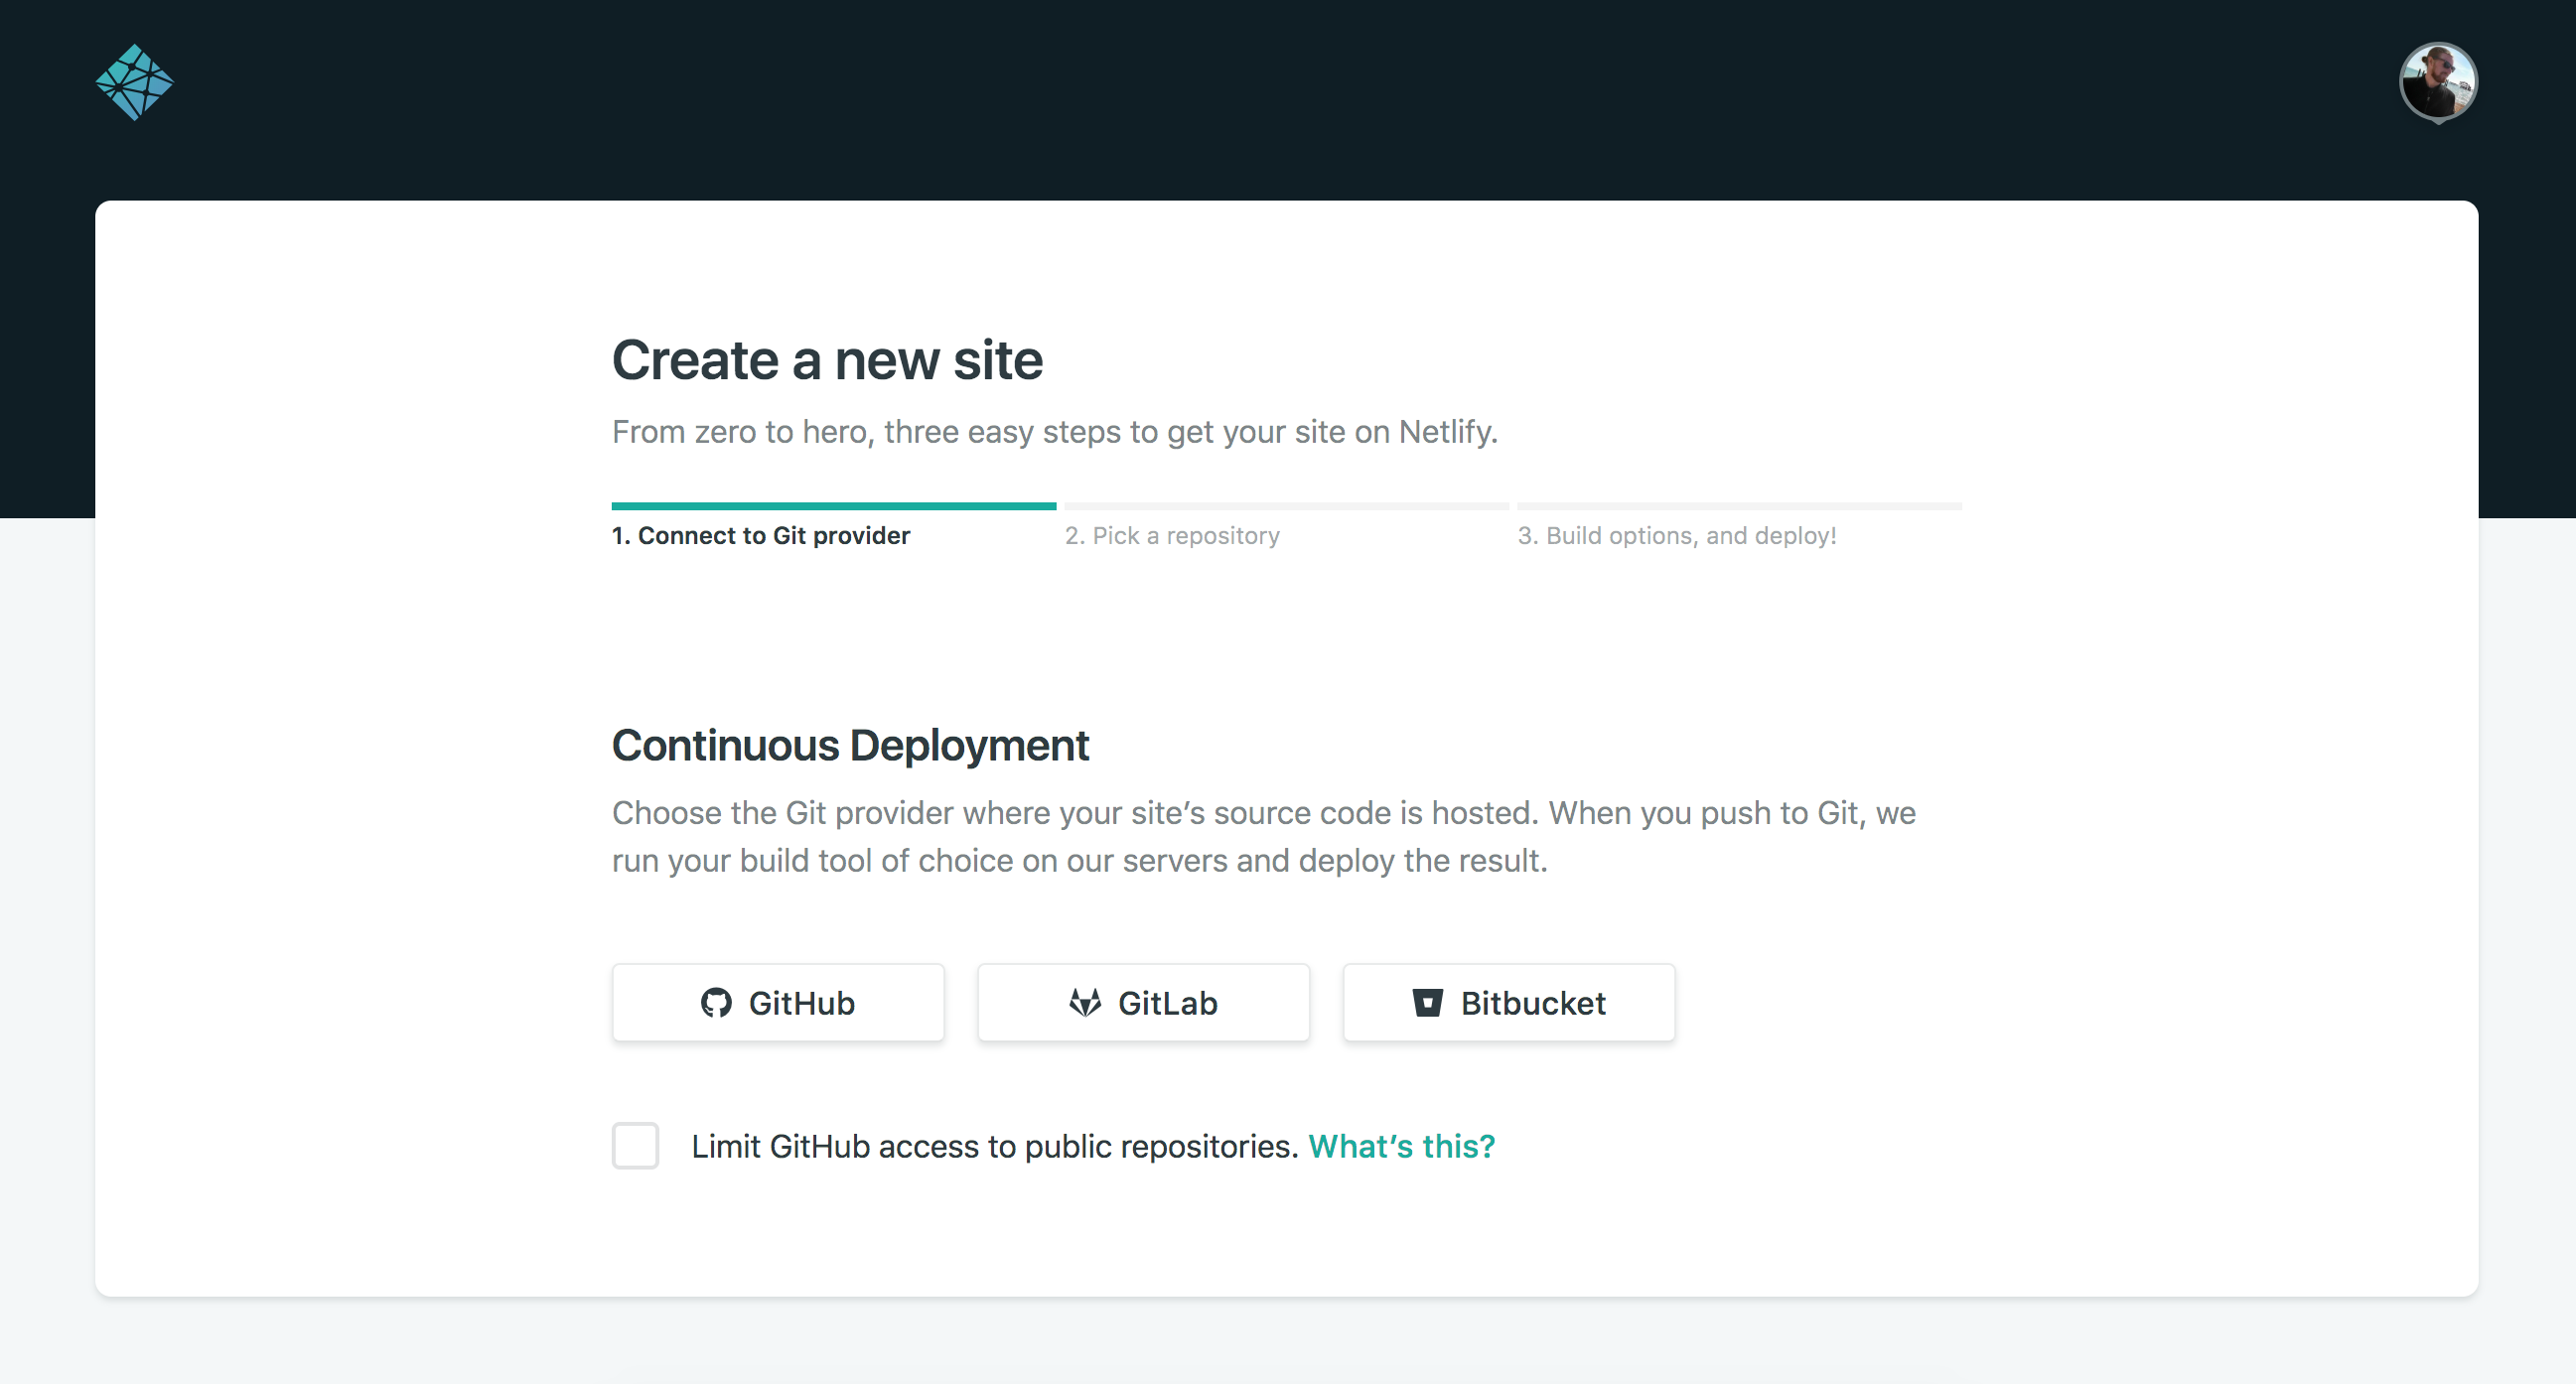 Create a new site
From zero to hero, three easy steps to get your site on Netlify.
1. Connect to Git provider
2. Pick a repository
3. Build options, and deploy!
Continuous Deployment
Choose the Git provider where your site’s source code is hosted. When you push to Git, we
run your build tool of choice on our servers and deploy the result.
GitHub
GitLab
Bitbucket
Limit GitHub access to public repositories. What’s this?